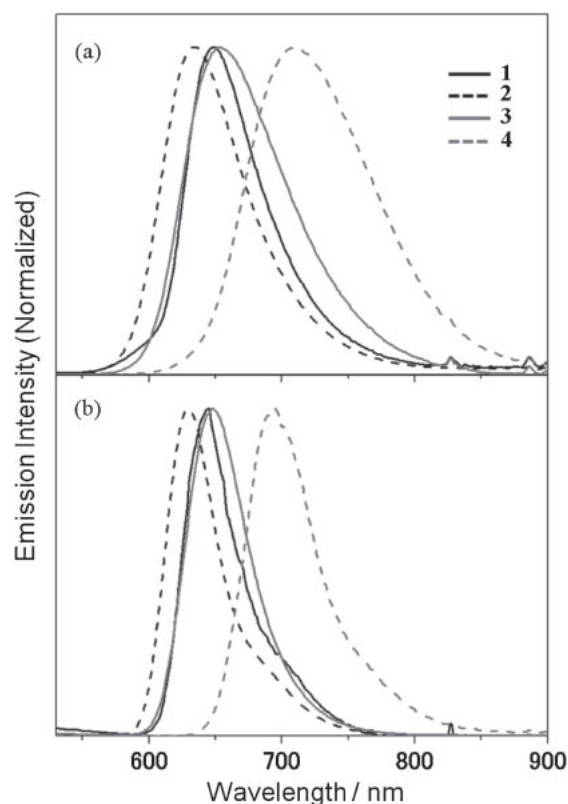 (a)
1
2
3
4
(b)
Emission Intensity (Normalized)
600 700 800 900
Wavelength / nm